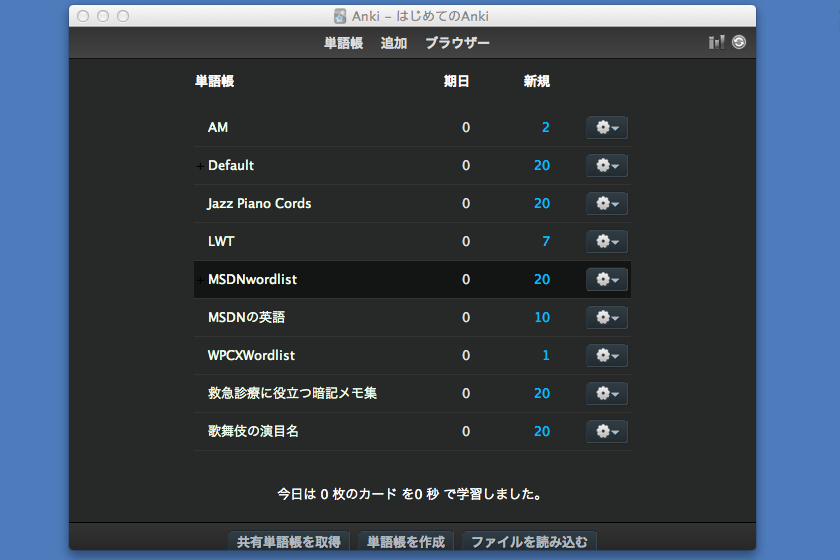 Anki – はじめてのAnki
単語帳 追加 ブラウザー
単語帳 期日 新規
AM 0 2
+ Default 0 20
Jazz Piano Cords 0 20
LWT 0 7
+ MSDNwordlist 0 20
MSDNの英語 0 10
WPCXWordlist 0 1
救急診療に役立つ暗記メモ集 0 20
歌舞伎の演目名 0 20
今日は 0 枚のカード を0 秒 で学習しました。
共有単語帳を取得 単語帳を作成 ファイルを読み込む